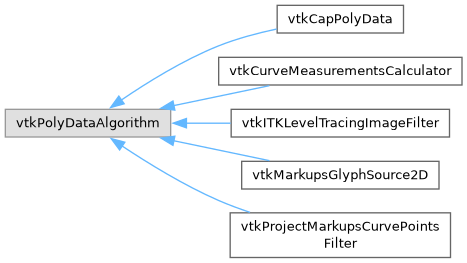 vtkCapPolyData
vtkCurveMeasurementsCalculator
vtkPolyDataAlgorithm
vtkITKLevelTracingImageFilter
vtkMarkupsGlyphSource2D
vtkProjectMarkupsCurvePoints
Filter